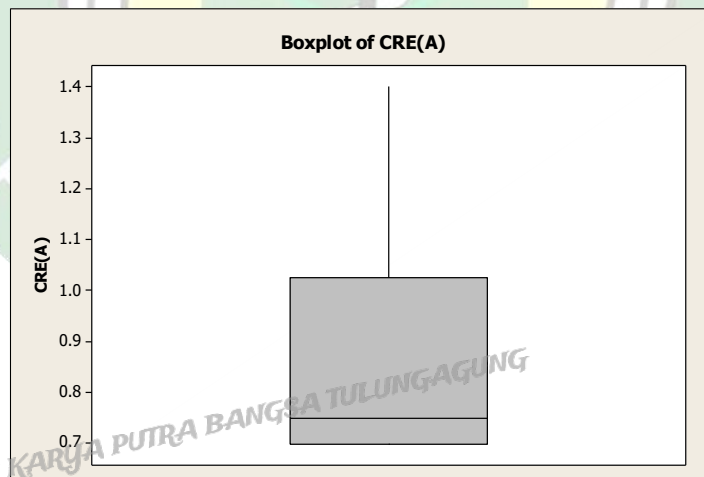 Boxplot of CRE(A)
1.4
1.3
1.2
1.1
1.0
0.9
0.8
0.7
CRE(A)
KARYA PUTRA BANGSA TULUNGAGUNG